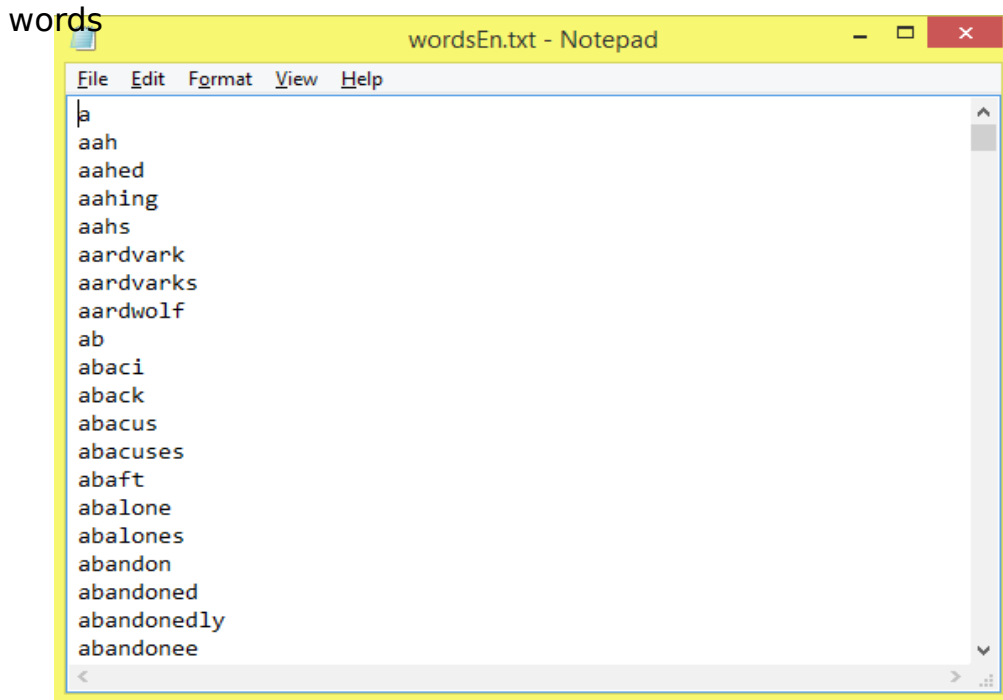 words
wordsEn.txt - Notepad
File Edit Format View Help
a
aah
aahed
aahing
aahs
aardvark
aardvarks
aardwolf
ab
abaci
aback
abacus
abacuses
abaft
abalone
abalones
abandon
abandoned
abandonedly
abandonee